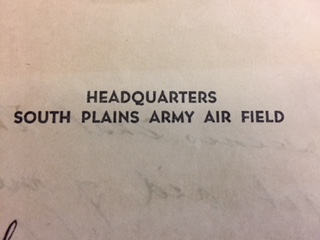 HEADQUARTERS
SOUTH PLAINS ARMY AIR FIELD